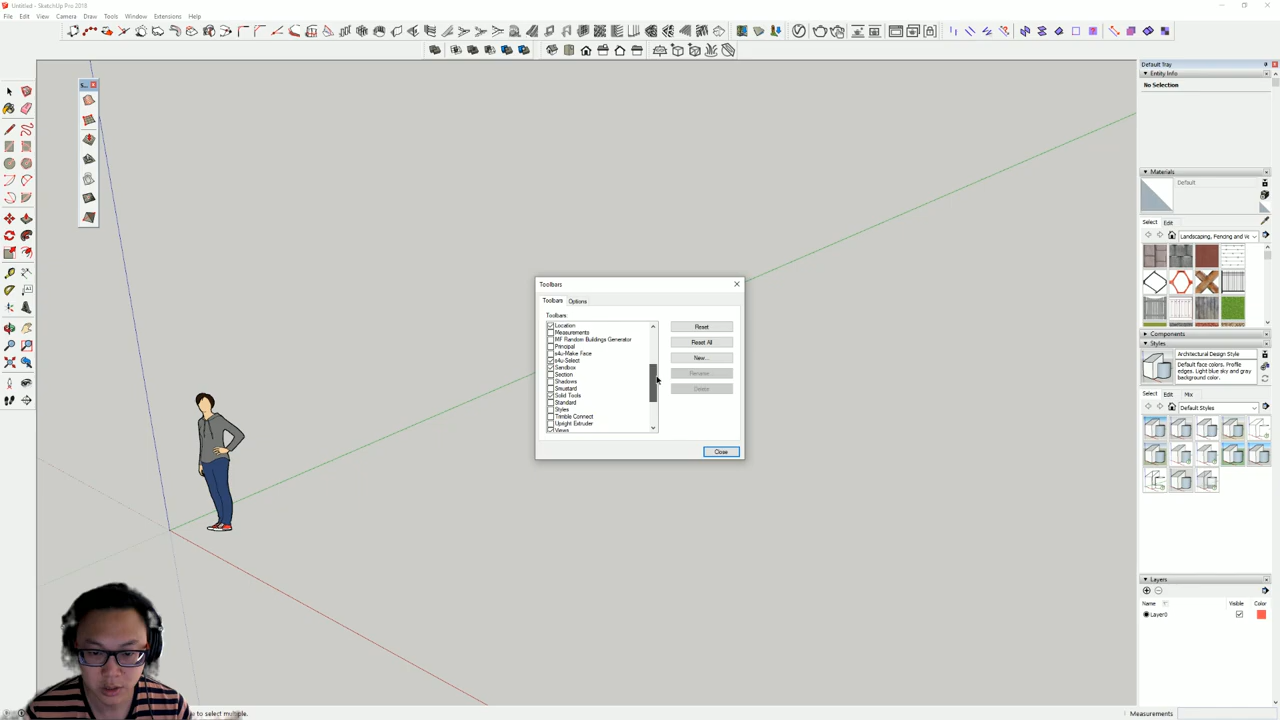 Untitled - SketchUp Pro 2018
File Edit View Camera Draw Tools Window Extensions Help
Default Tray
Entity Info
No Selection
Materials
Default
Select Edit
Landscaping, Fencing and Ve
Components
Styles
Architectural Design Style
Default face colors. Profile
edges. Light blue sky and gray
background color.
Select Edit Mix
Default Styles
Layers
Name Visible Color
Layer0
Toolbars
Toolbars Options
Toolbars:
Location
Measurements
MF Random Buildings Generator
Principal
s4u-Make Face
s4u-Select
Sandbox
Section
Shadows
Smustard
Solid Tools
Standard
Styles
Trimble Connect
Upright Extruder
Views
Reset
Reset All
New...
Rename...
Delete
Close
to select multiple.
Measurements